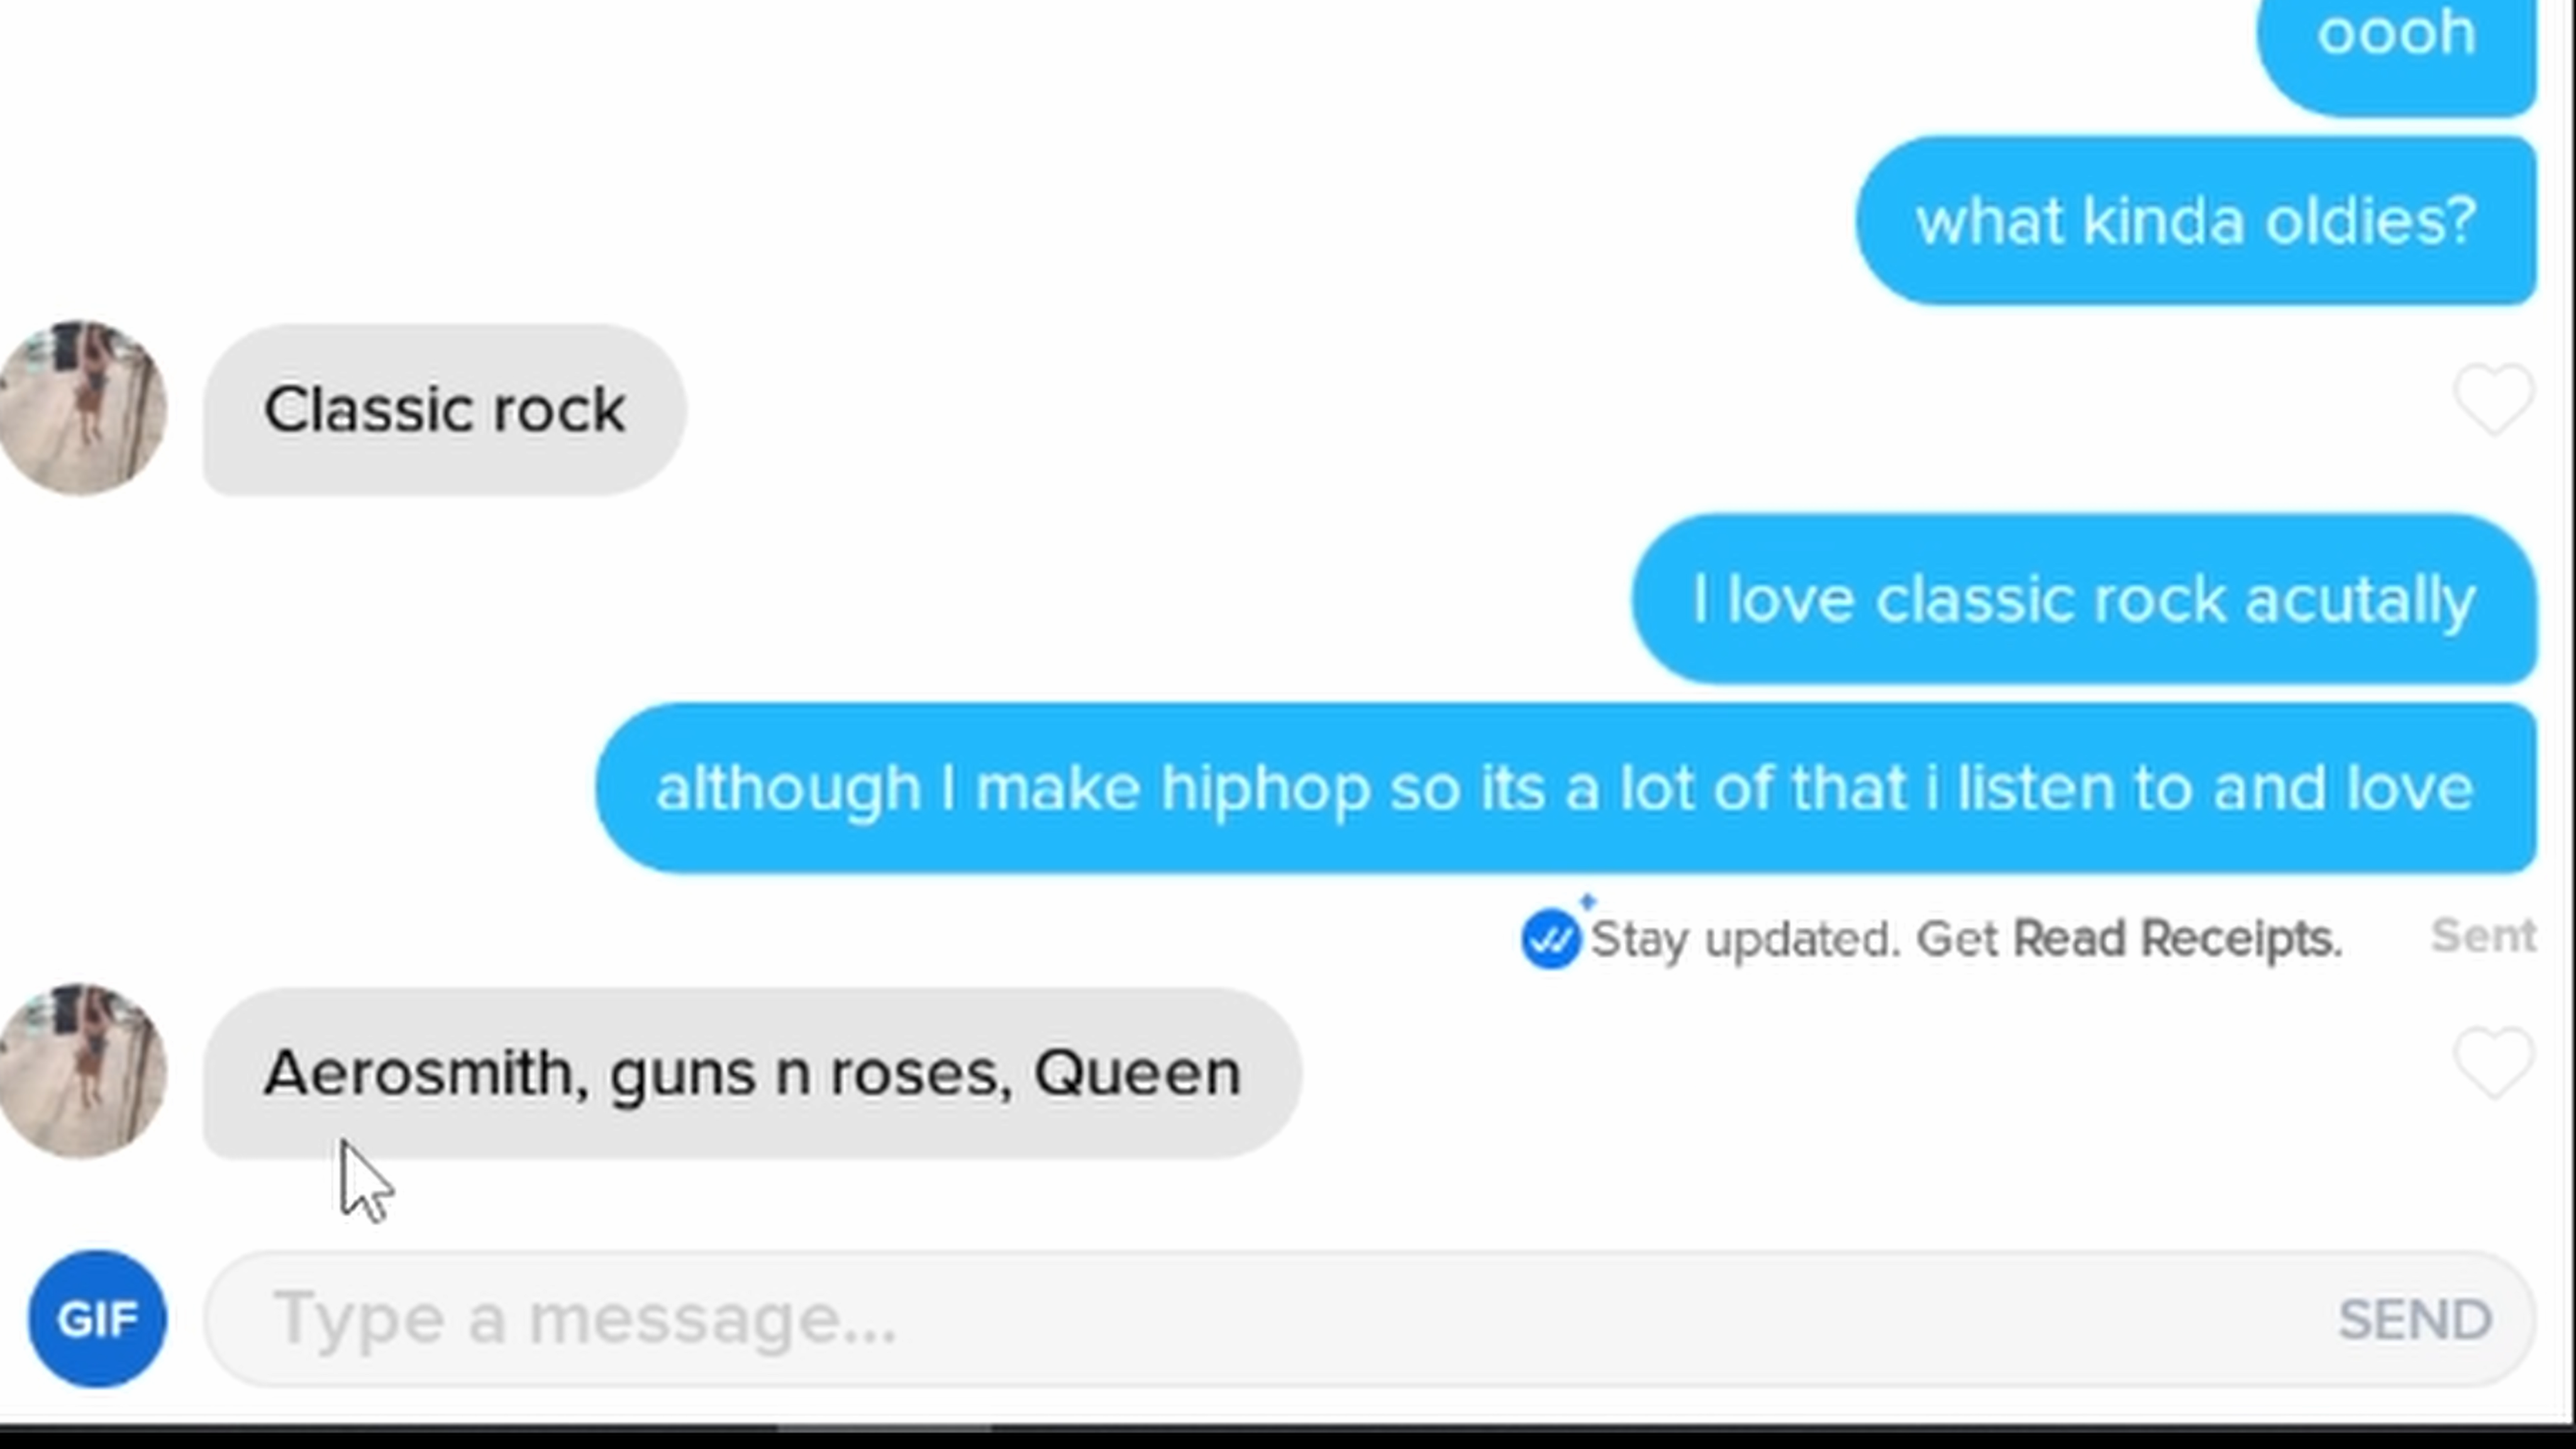 oooh
what kinda oldies?
Classic rock
I love classic rock acutally
although I make hiphop so its a lot of that i listen to and love
Stay updated. Get Read Receipts. Sent
Aerosmith, guns n roses, Queen
GIF Type a message... SEND